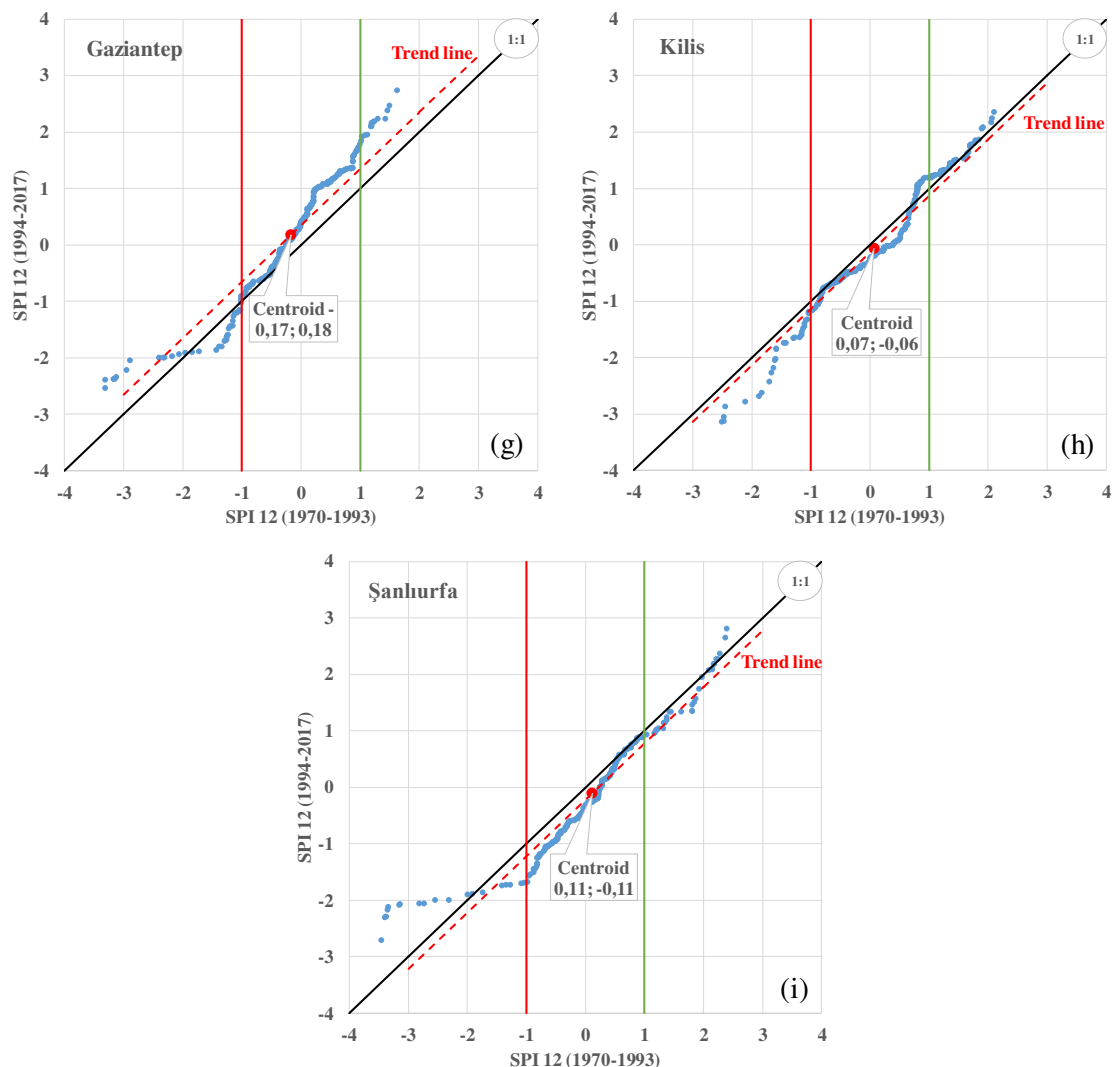 Gaziantep
Trend line
1:1
4
3
2
1
0
-1
-2
-3
-4
SPI 12 (1994-2017)
Centroid -
0,17; 0,18
(g)
-4 -3 -2 -1 0 1 2 3 4
SPI 12 (1970-1993)
Kilis
1:1
Trend line
4
3
2
1
0
-1
-2
-3
-4
SPI 12 (1994-2017)
Centroid
0,07; -0,06
(h)
-4 -3 -2 -1 0 1 2 3 4
SPI 12 (1970-1993)
Şanlıurfa
1:1
Trend line
4
3
2
1
0
-1
-2
-3
-4
SPI 12 (1994-2017)
Centroid
0,11; -0,11
(i)
-4 -3 -2 -1 0 1 2 3 4
SPI 12 (1970-1993)